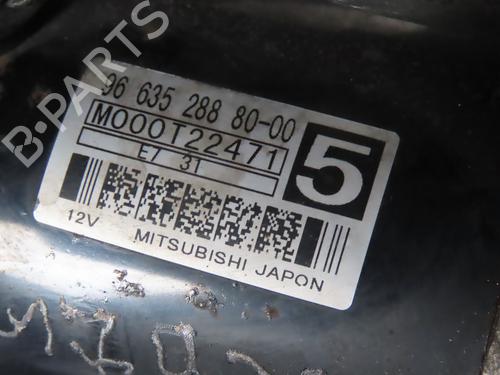 B-PARTS
96 635 288 80-00
M000T22471
E7 31
5
12V
MITSUBISHI JAPON